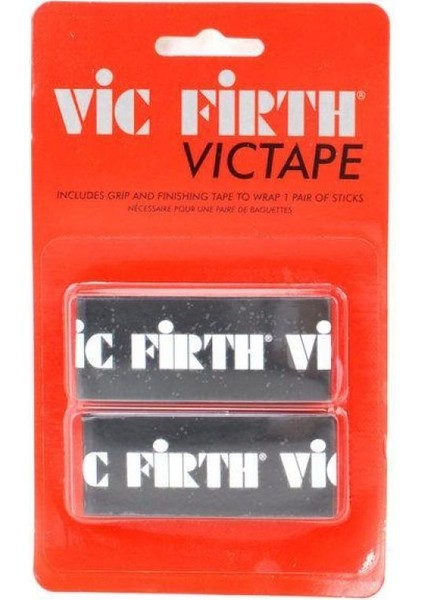 Vic FiRTH®
VICTAPE
INCLUDES GRIP AND FINISHING TAPE TO WRAP 1 PAIR OF STICKS
NÉCESSAIRE POUR UNE PAIRE DE BAGUETTES
ic FiRTH® Vi
c FiRTH® Vic